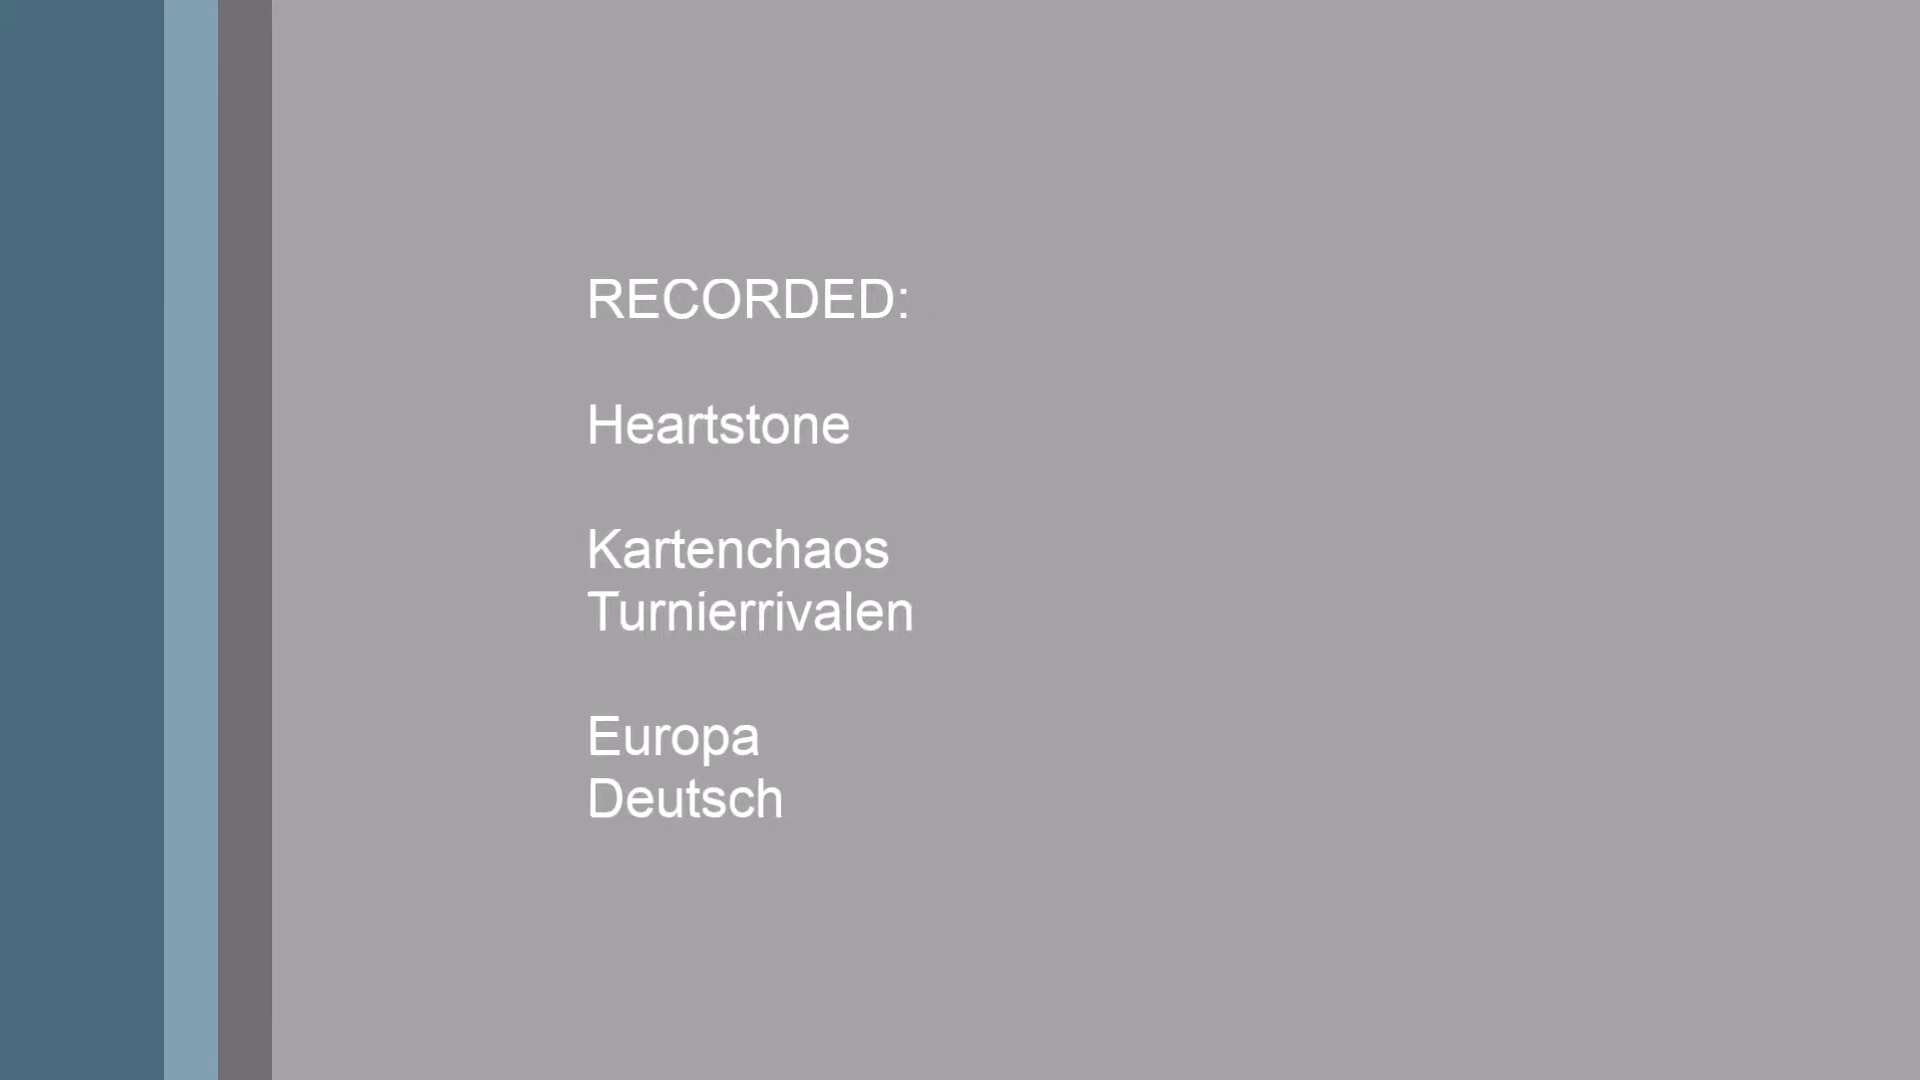 RECORDED:
Heartstone
Kartenchaos
Turnierrivalen
Europa
Deutsch